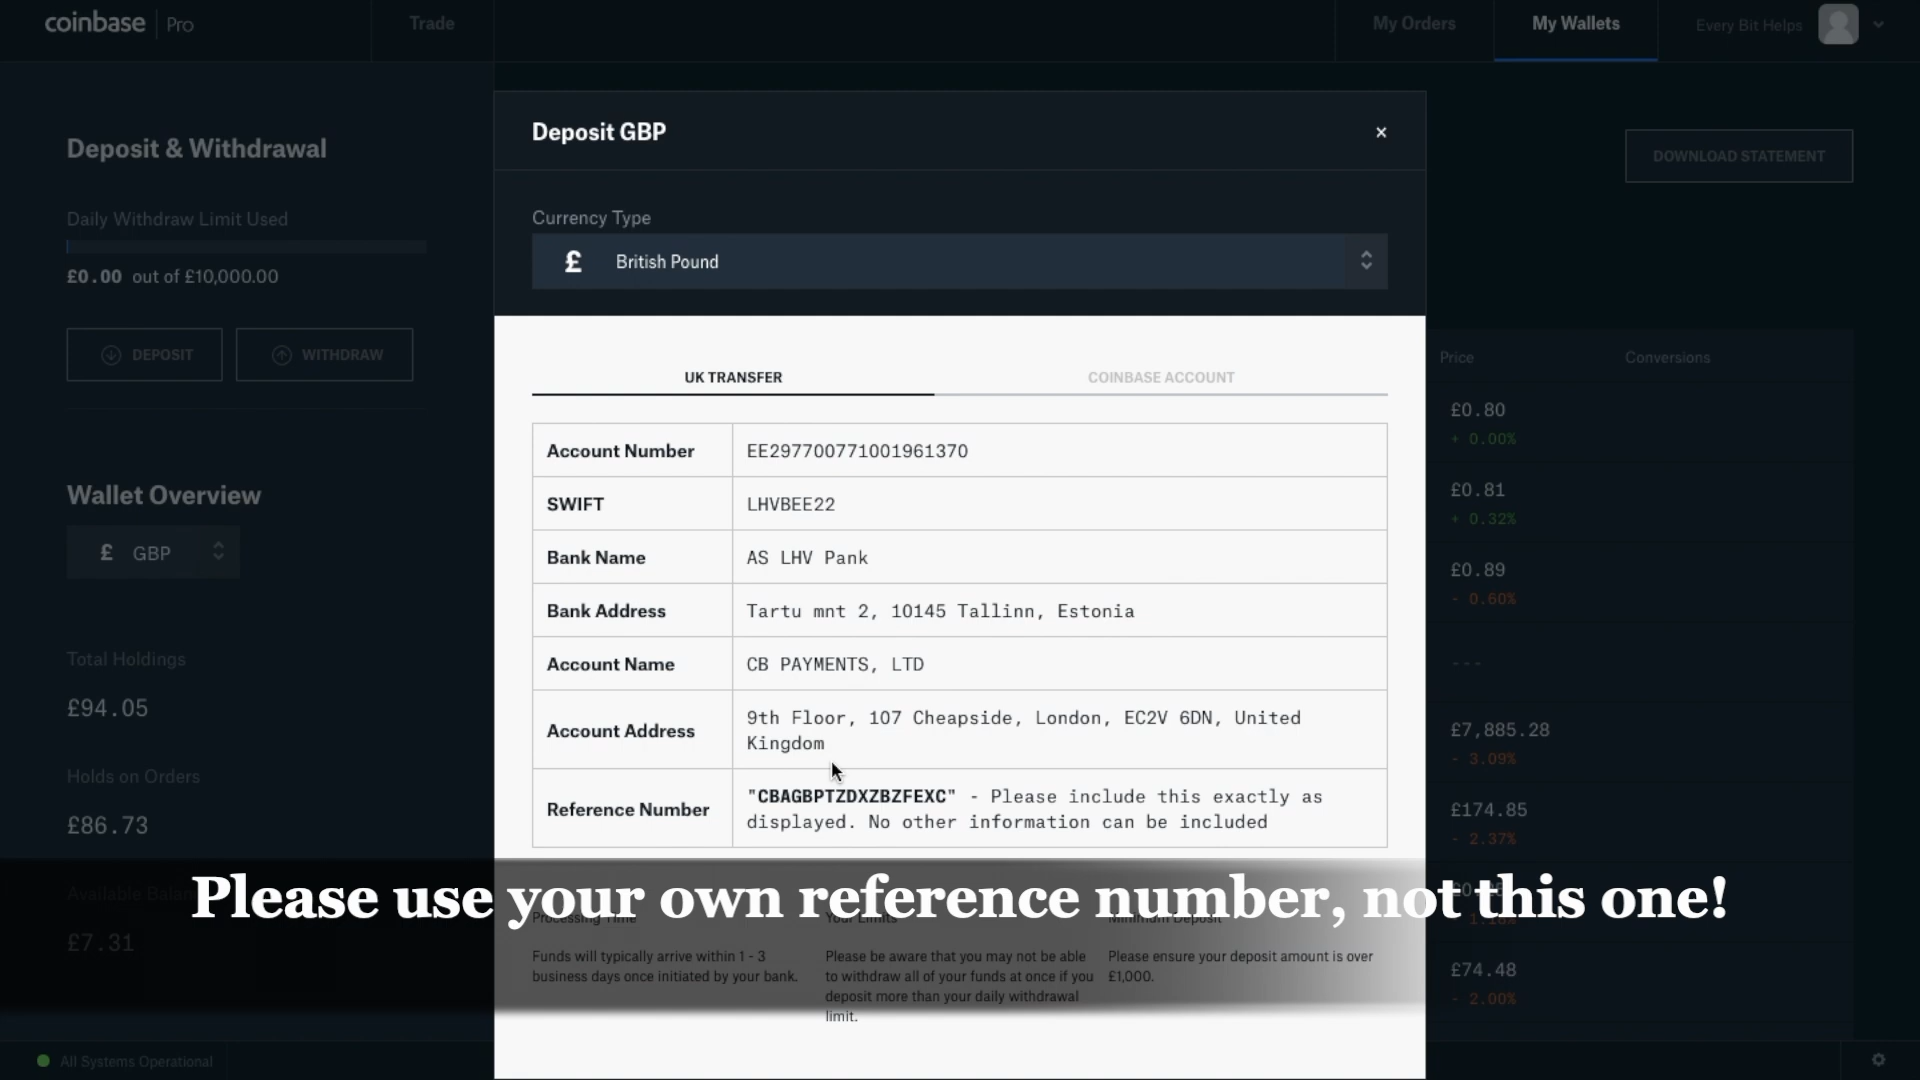 coinbase Pro
Trade
My Orders
My Wallets
Every Bit Helps
Deposit & Withdrawal
Daily Withdraw Limit Used
£0.00 out of £10,000.00
DEPOSIT
WITHDRAW
Wallet Overview
£ GBP
Total Holdings
£94.05
Holds on Orders
£86.73
Available Balan
£7.31
All Systems Operational
Deposit GBP
×
Currency Type
£ British Pound
UK TRANSFER
COINBASE ACCOUNT
Account Number EE297700771001961370
SWIFT LHVBEE22
Bank Name AS LHV Pank
Bank Address Tartu mnt 2, 10145 Tallinn, Estonia
Account Name CB PAYMENTS, LTD
Account Address 9th Floor, 107 Cheapside, London, EC2V 6DN, United
Kingdom
Reference Number "CBAGBPTZDXZBZFEXC" - Please include this exactly as
displayed. No other information can be included
Please use your own reference number, not this one!
Processing Time
Funds will typically arrive within 1 - 3
business days once initiated by your bank.
Your Limits
Please be aware that you may not be able
to withdraw all of your funds at once if you
deposit more than your daily withdrawal
limit.
Minimum Deposit
Please ensure your deposit amount is over
£1,000.
DOWNLOAD STATEMENT
Price
Conversions
£0.80
+ 0.00%
£0.81
+ 0.32%
£0.89
- 0.60%
---
£7,885.28
- 3.09%
£174.85
- 2.37%
£74.48
- 2.00%